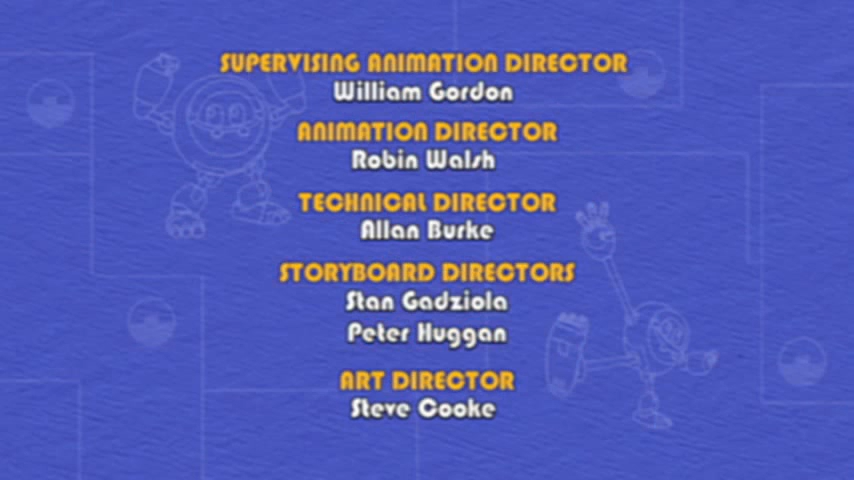 SUPERVISING ANIMATION DIRECTOR
William Gordon
ANIMATION DIRECTOR
Robin Walsh
TECHNICAL DIRECTOR
Allan Burke
STORYBOARD DIRECTORS
Stan Gadziola
Peter Huggan
ART DIRECTOR
Steve Cooke